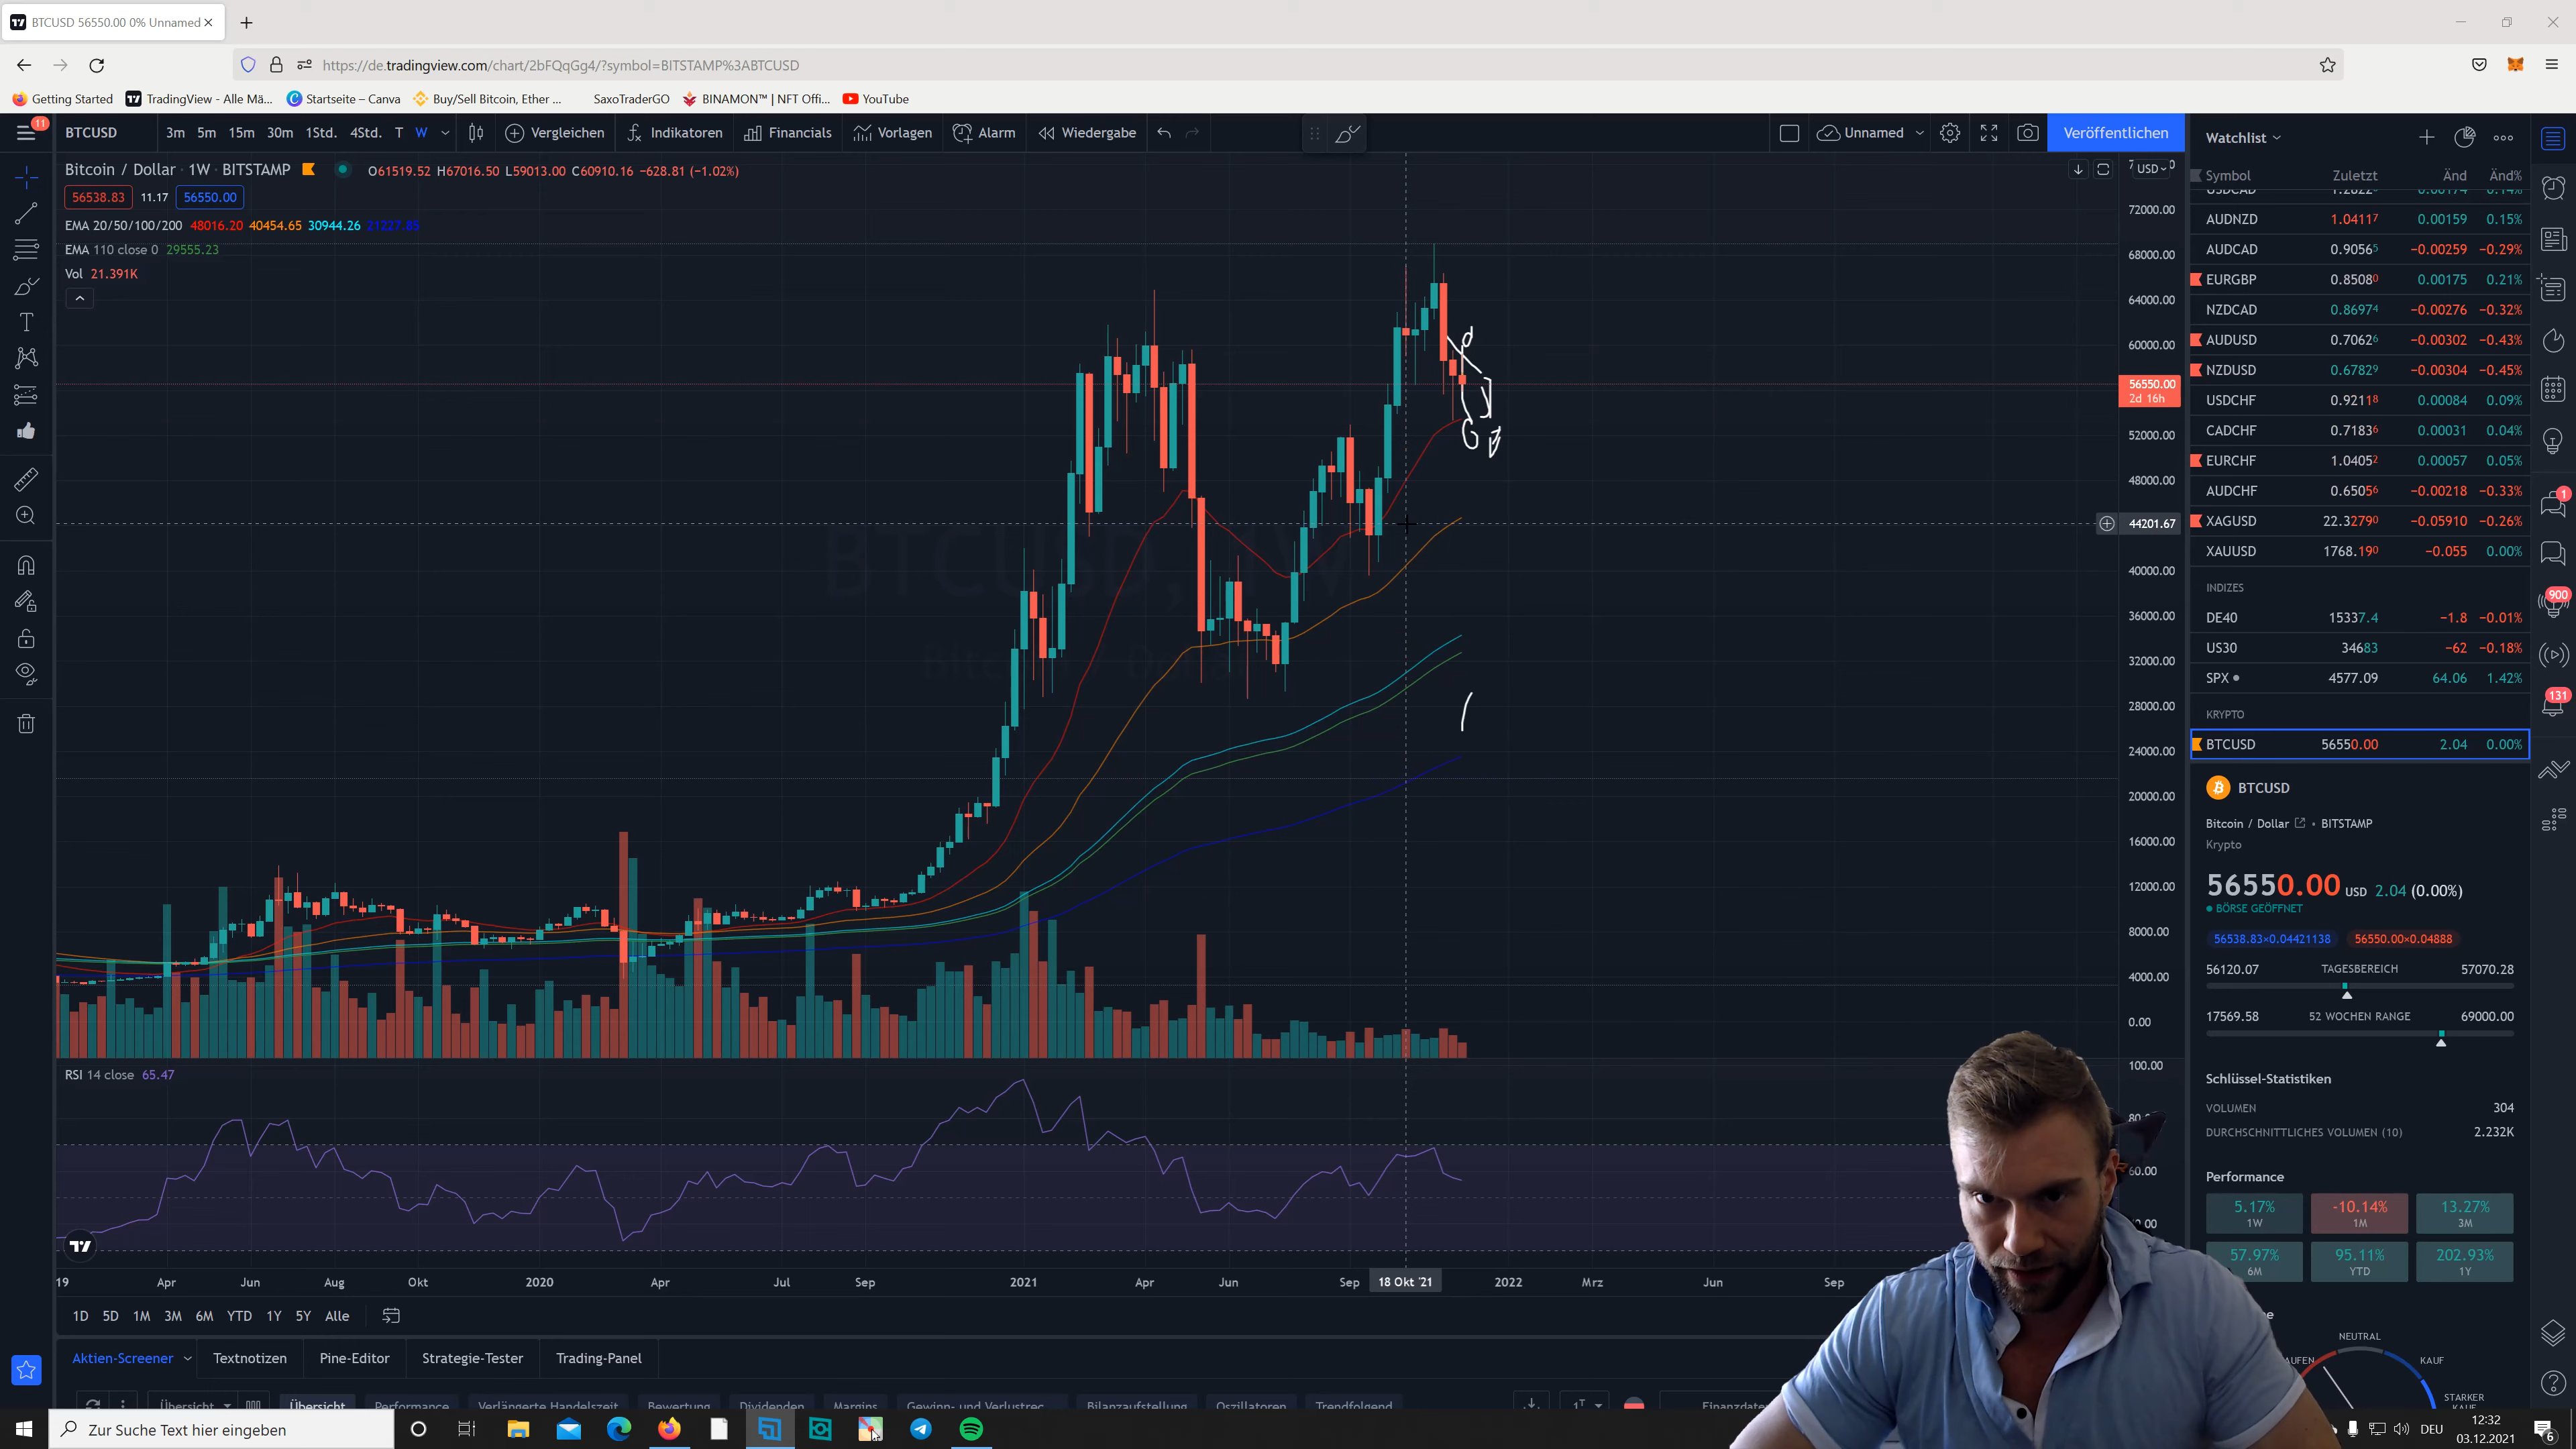 BTCUSD 56550.00 0% Unnamed
https://de.tradingview.com/chart/2bFQqGg4/?symbol=BITSTAMP%3ABTCUSD
Getting Started TradingView - Alle Mä... Startseite – Canva Buy/Sell Bitcoin, Ether ... SaxoTraderGO BINAMON™ | NFT Offi... YouTube
11 BTCUSD 3m 5m 15m 30m 1Std. 4Std. T W Vergleichen Indikatoren Financials Vorlagen Alarm Wiedergabe Unnamed Veröffentlichen
Bitcoin / Dollar · 1W · BITSTAMP O61519.52 H67016.50 L59013.00 C60910.16 −628.81 (−1.02%)
56538.83 11.17 56550.00
EMA 20/50/100/200 48016.20 40454.65 30944.26 21227.85
EMA 110 close 0 29555.23
Vol 21.391K
BTCUSD, 1W
Bitcoin / Dollar
USD
72000.00
68000.00
64000.00
60000.00
56550.00
2d 16h
52000.00
48000.00
44201.67
40000.00
36000.00
32000.00
28000.00
24000.00
20000.00
16000.00
12000.00
8000.00
4000.00
0.00
RSI 14 close 65.47
100.00
60.00
19 Apr Jun Aug Okt 2020 Apr Jul Sep 2021 Apr Jun Sep 18 Okt '21 2022 Mrz Jun Sep
1D 5D 1M 3M 6M YTD 1Y 5Y Alle
Aktien-Screener Textnotizen Pine-Editor Strategie-Tester Trading-Panel
Übersicht Übersicht Performance Verlängerte Handelszeit Bewertung Dividenden Margins Gewinn- und Verlustrec Bilanzaufstellung Oszillatoren Trendfolgend
Watchlist
Symbol Zuletzt Änd Änd%
USDCAD 1.2822 0.00174 0.14%
AUDNZD 1.04117 0.00159 0.15%
AUDCAD 0.90565 −0.00259 −0.29%
EURGBP 0.85080 0.00175 0.21%
NZDCAD 0.86974 −0.00276 −0.32%
AUDUSD 0.70626 −0.00302 −0.43%
NZDUSD 0.67829 −0.00304 −0.45%
USDCHF 0.92118 0.00084 0.09%
CADCHF 0.71836 0.00031 0.04%
EURCHF 1.04052 0.00057 0.05%
AUDCHF 0.65056 −0.00218 −0.33%
XAGUSD 22.32790 −0.05910 −0.26%
XAUUSD 1768.190 −0.055 0.00%
INDIZES
DE40 15337.4 −1.8 −0.01%
US30 34683 −62 −0.18%
SPX 4577.09 64.06 1.42%
KRYPTO
BTCUSD 56550.00 2.04 0.00%
BTCUSD
Bitcoin / Dollar • BITSTAMP
Krypto
56550.00 USD 2.04 (0.00%)
BÖRSE GEÖFFNET
56538.83×0.04421138 56550.00×0.04888
56120.07 TAGESBEREICH 57070.28
17569.58 52 WOCHEN RANGE 69000.00
Schlüssel-Statistiken
VOLUMEN 304
DURCHSCHNITTLICHES VOLUMEN (10) 2.232K
Performance
5.17% -10.14% 13.27%
1W 1M 3M
57.97% 95.11% 202.93%
6M YTD 1Y
NEUTRAL
KAUF
STARKER
1
900
131
Zur Suche Text hier eingeben
DEU 12:32
03.12.2021
6